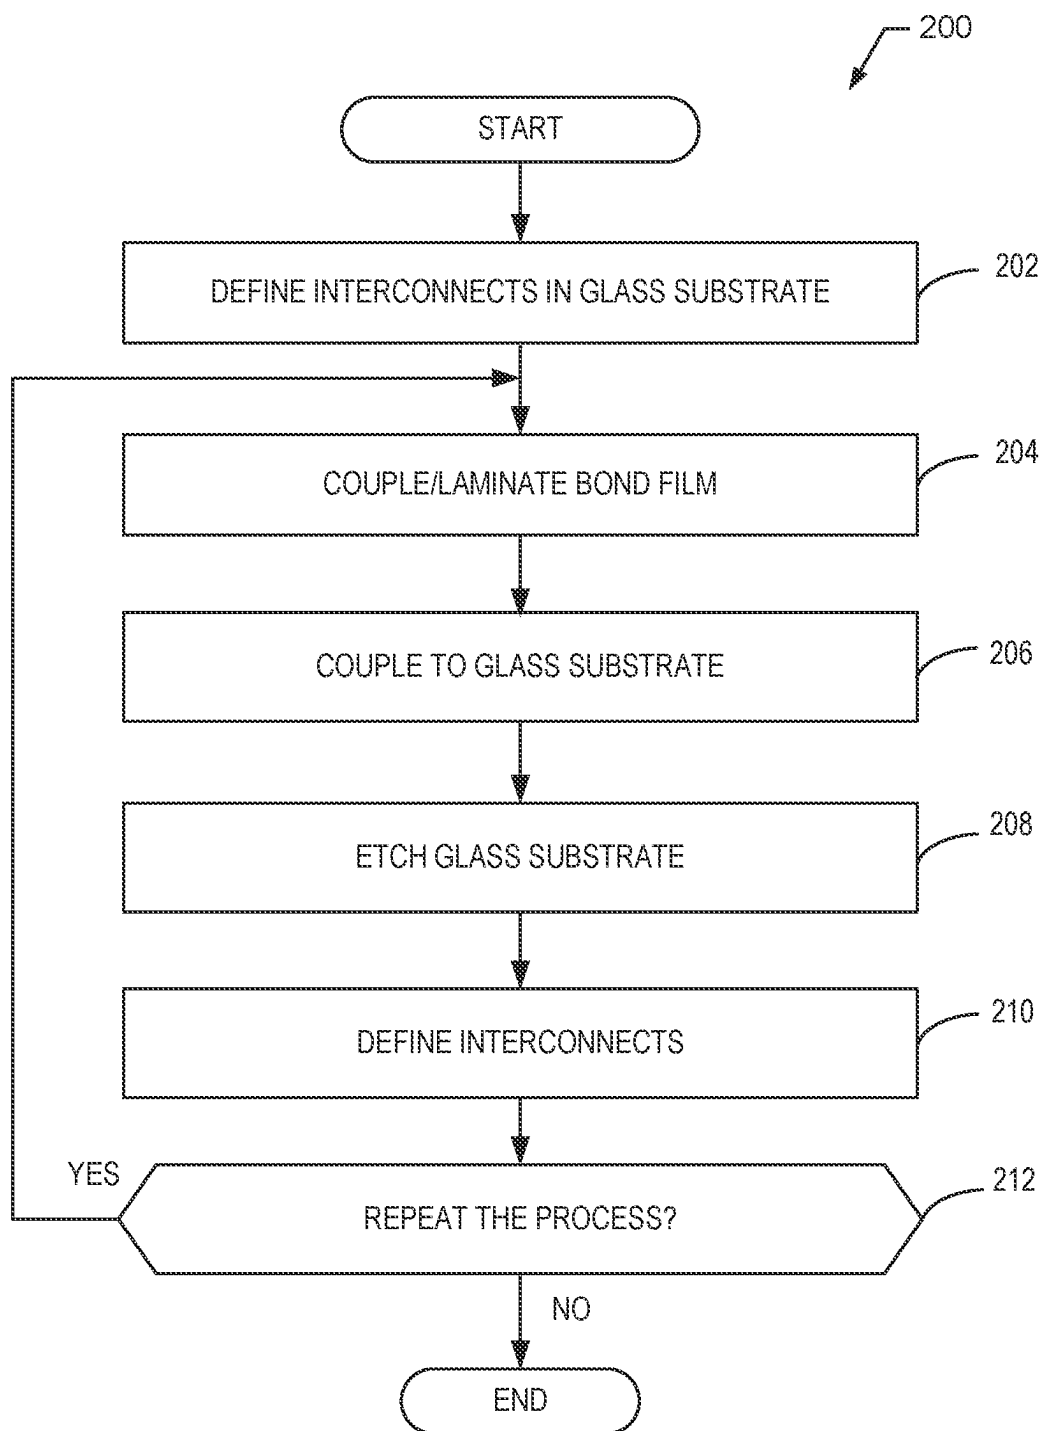 200
START
DEFINE INTERCONNECTS IN GLASS SUBSTRATE
202
COUPLE/LAMINATE BOND FILM
204
COUPLE TO GLASS SUBSTRATE
206
ETCH GLASS SUBSTRATE
208
DEFINE INTERCONNECTS
210
YES
REPEAT THE PROCESS?
212
NO
END